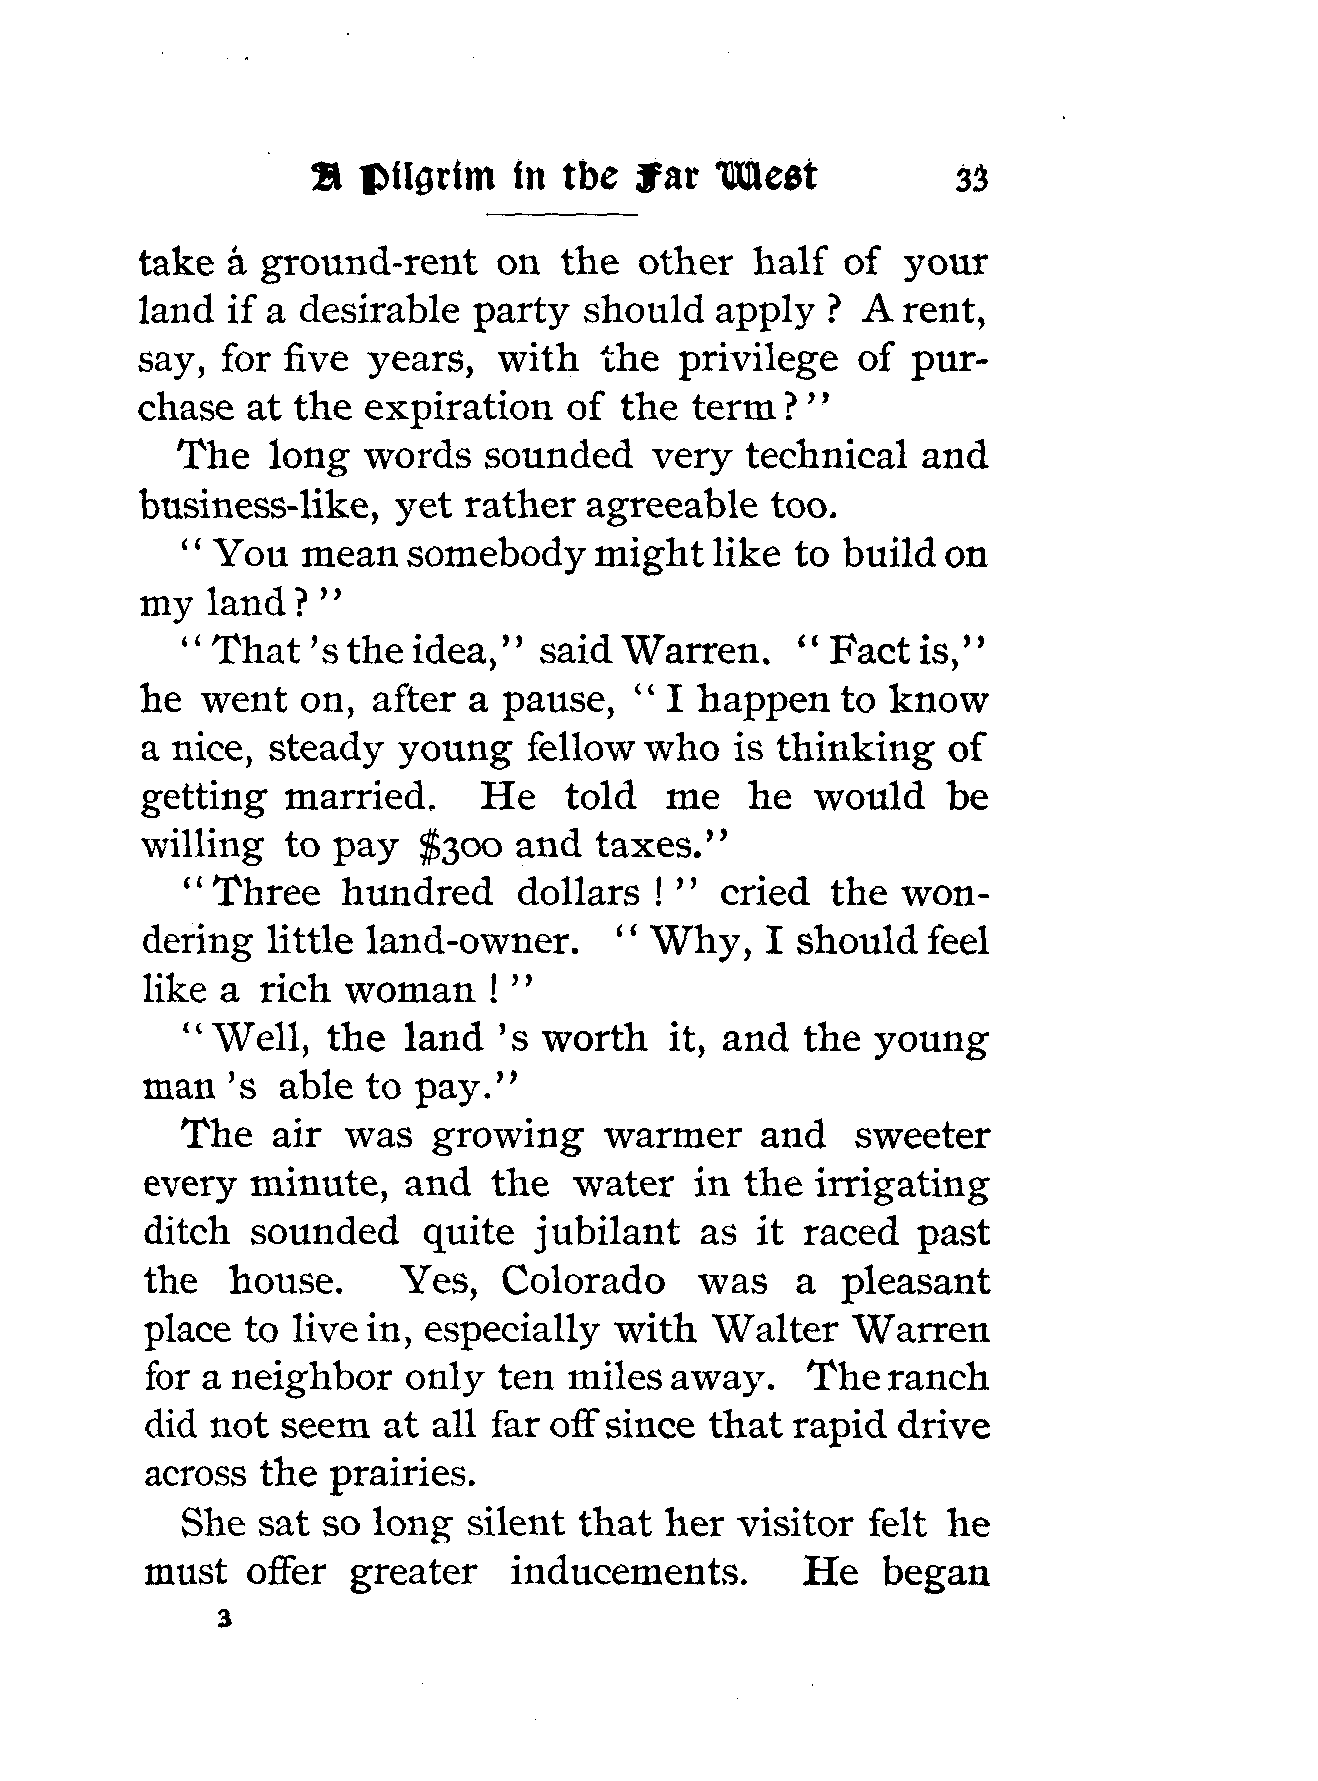 A Pilgrim in the Far West 33
take a ground-rent on the other half of your
land if a desirable party should apply ? A rent,
say, for five years, with the privilege of pur-
chase at the expiration of the term ? ”
The long words sounded very technical and
business-like, yet rather agreeable too.
“ You mean somebody might like to build on
my land ? ”
“ That ’s the idea,” said Warren. “ Fact is,”
he went on, after a pause, “ I happen to know
a nice, steady young fellow who is thinking of
getting married. He told me he would be
willing to pay $300 and taxes.”
“ Three hundred dollars ! ” cried the won-
dering little land-owner. “ Why, I should feel
like a rich woman ! ”
“ Well, the land ’s worth it, and the young
man ’s able to pay.”
The air was growing warmer and sweeter
every minute, and the water in the irrigating
ditch sounded quite jubilant as it raced past
the house. Yes, Colorado was a pleasant
place to live in, especially with Walter Warren
for a neighbor only ten miles away. The ranch
did not seem at all far off since that rapid drive
across the prairies.
She sat so long silent that her visitor felt he
must offer greater inducements. He began
3